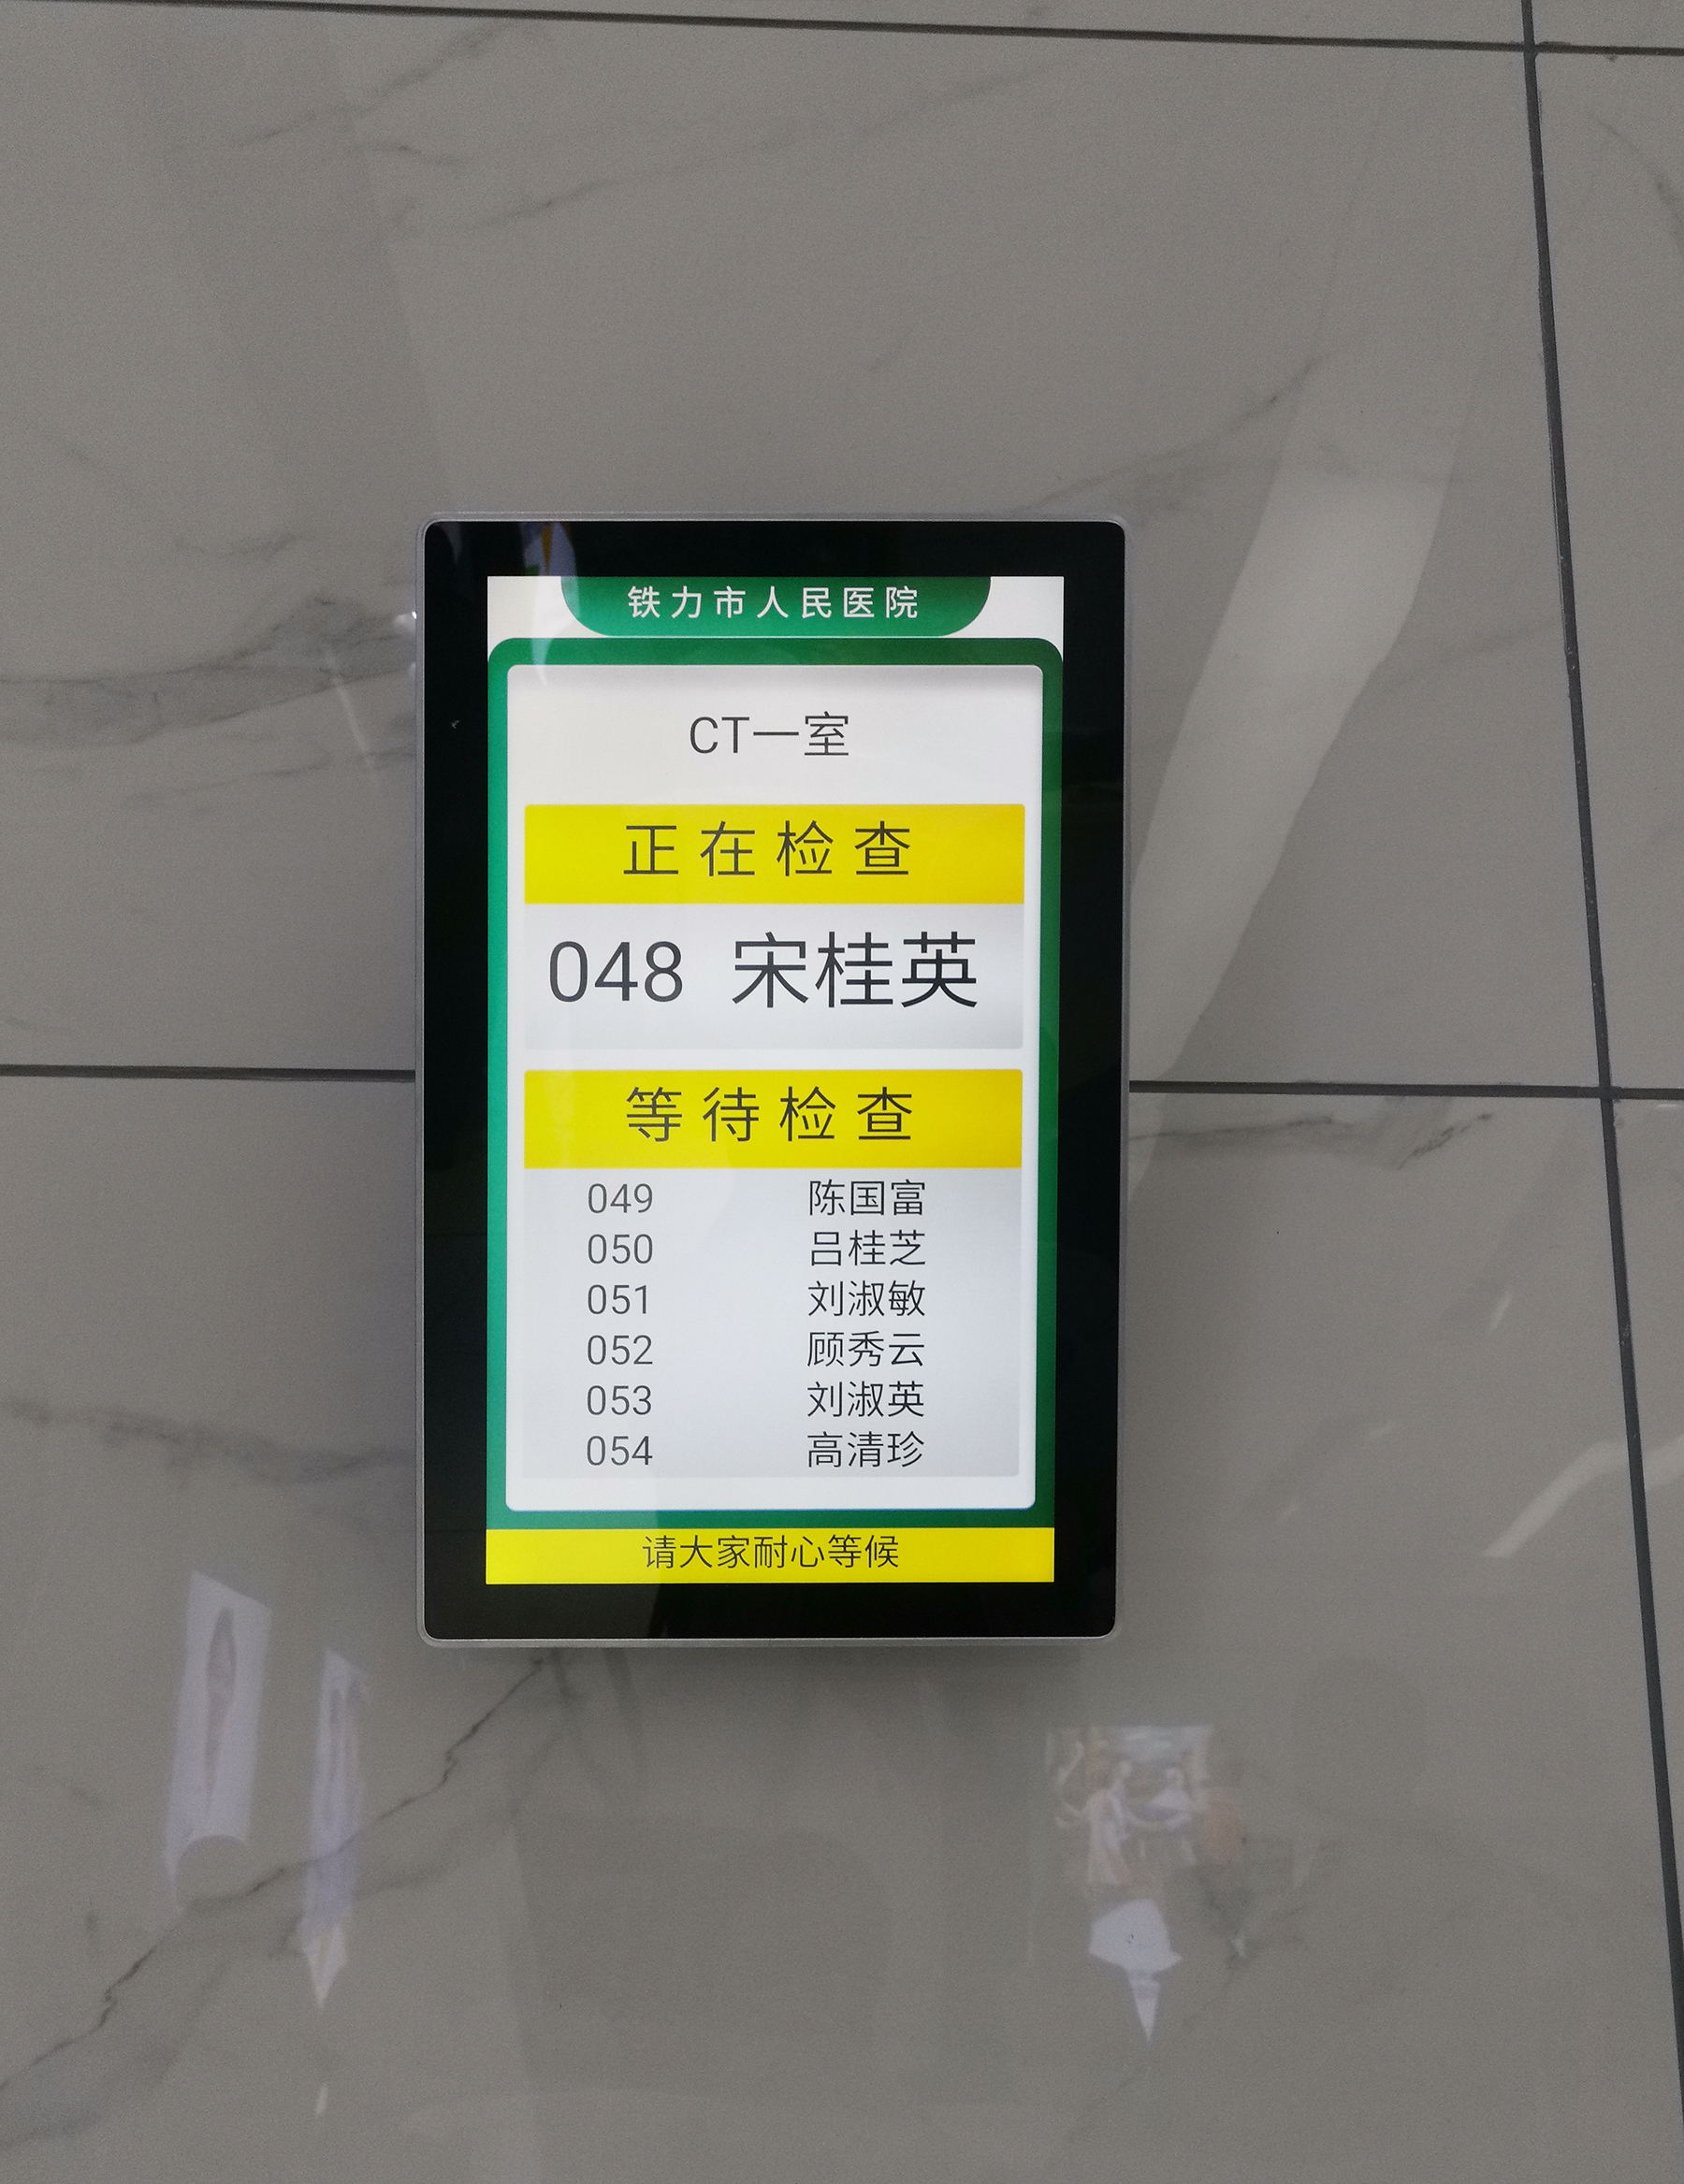 铁力市人民医院
CT一室
正在检查
048 宋桂英
等待检查
049 陈国富
050 吕桂芝
051 刘淑敏
052 顾秀云
053 刘淑英
054 高清珍
请大家耐心等候